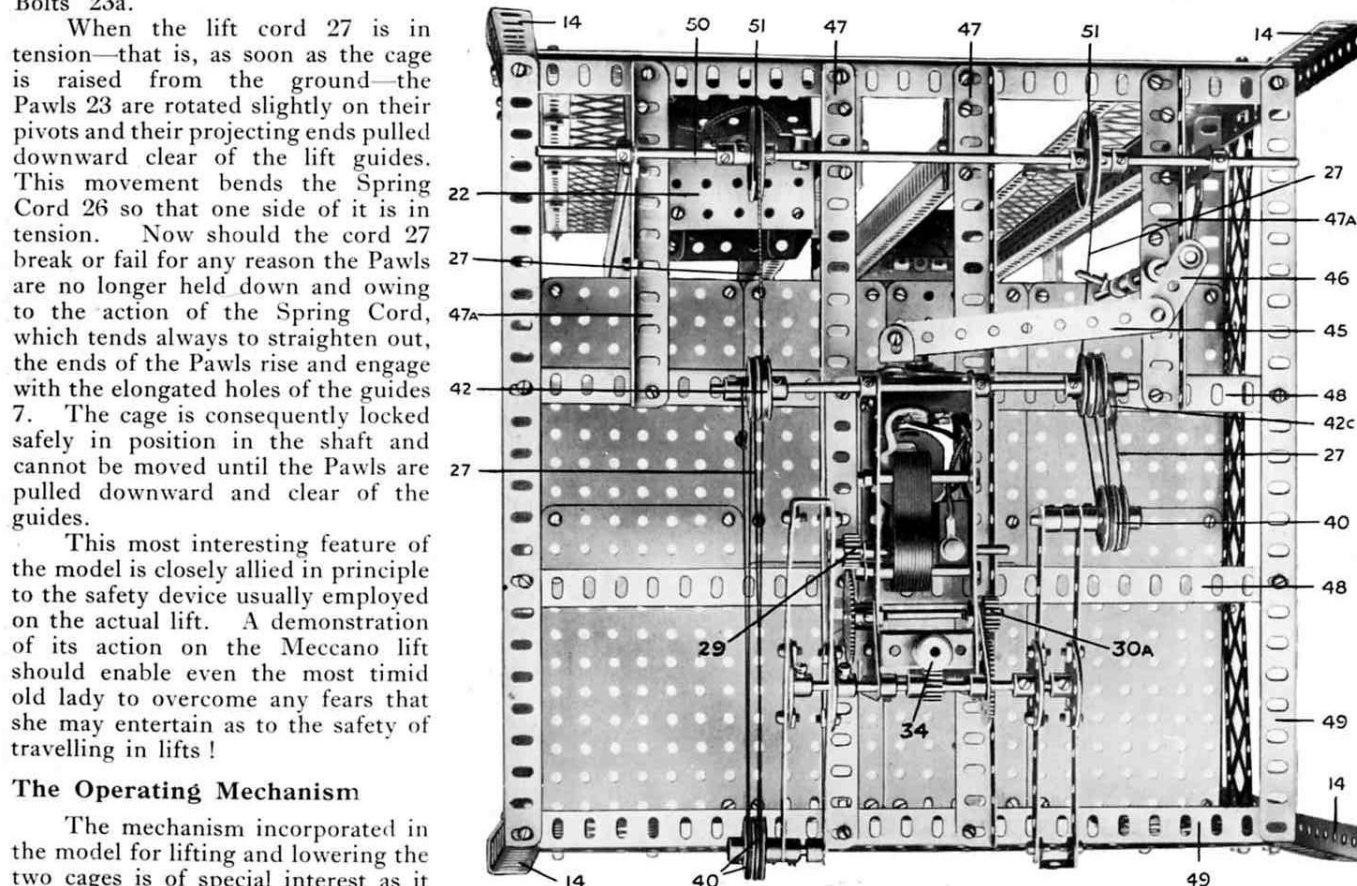 Bolts 23a.
When the lift cord 27 is in
tension—that is, as soon as the cage
is raised from the ground—the
Pawls 23 are rotated slightly on their
pivots and their projecting ends pulled
downward clear of the lift guides.
This movement bends the Spring
Cord 26 so that one side of it is in
tension. Now should the cord 27
break or fail for any reason the Pawls
are no longer held down and owing
to the action of the Spring Cord,
which tends always to straighten out,
the ends of the Pawls rise and engage
with the elongated holes of the guides
7. The cage is consequently locked
safely in position in the shaft and
cannot be moved until the Pawls are
pulled downward and clear of the
guides.
This most interesting feature of
the model is closely allied in principle
to the safety device usually employed
on the actual lift. A demonstration
of its action on the Meccano lift
should enable even the most timid
old lady to overcome any fears that
she may entertain as to the safety of
travelling in lifts !
The Operating Mechanism
The mechanism incorporated in
the model for lifting and lowering the
two cages is of special interest as it
14 50 51 47 47 51 14
22
27
47A
42
27
29
34
30A
27
47A
46
45
48
42C
27
40
48
49
14
14 40 49